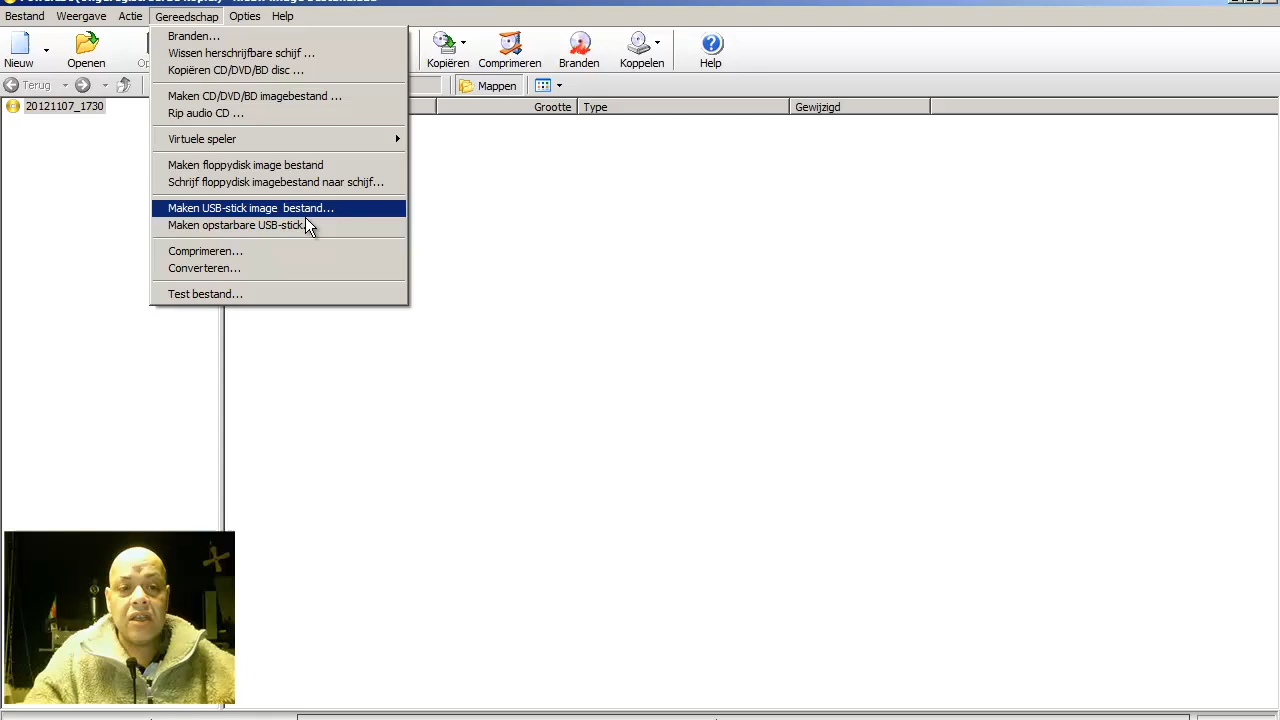 Bestand Weergave Actie Gereedschap Opties Help
Nieuw Openen Kopiëren Comprimeren Branden Koppelen Help
Terug Mappen
20121107_1730 Grootte Type Gewijzigd
Branden...
Wissen herschrijfbare schijf ...
Kopiëren CD/DVD/BD disc ...
Maken CD/DVD/BD imagebestand ...
Rip audio CD ...
Virtuele speler
Maken floppydisk image bestand
Schrijf floppydisk imagebestand naar schijf...
Maken USB-stick image bestand...
Maken opstarbare USB-stick
Comprimeren...
Converteren...
Test bestand...